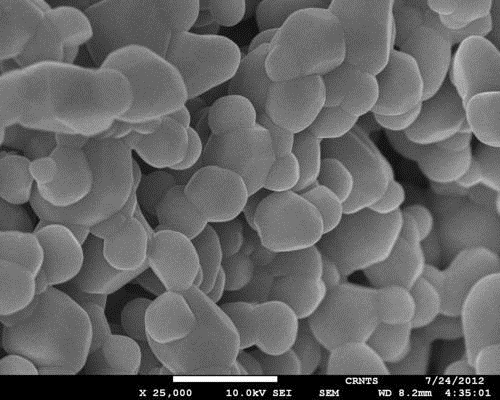 CRNTS 7/24/2012
X 25,000 10.0kV SEI SEM WD 8.2mm 4:35:01